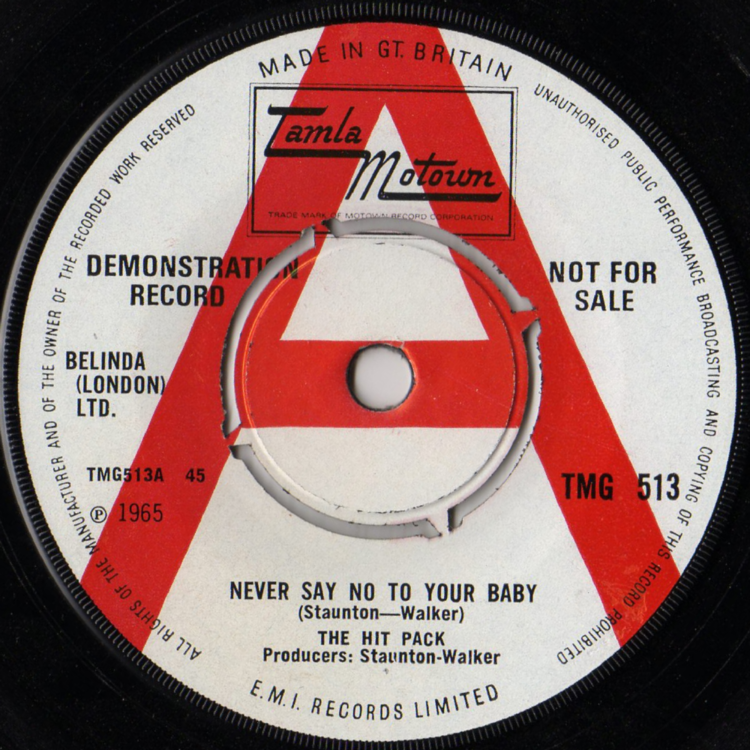 MADE IN GT. BRITAIN
Tamla
Motown
TRADE MARK OF MOTOWN RECORD CORPORATION
DEMONSTRATION
RECORD
NOT FOR
SALE
BELINDA
(LONDON)
LTD.
TMG513A 45
℗ 1965
TMG 513
NEVER SAY NO TO YOUR BABY
(Staunton—Walker)
THE HIT PACK
Producers: Staunton-Walker
E.M.I. RECORDS LIMITED
ALL RIGHTS OF THE MANUFACTURER AND OF THE OWNER OF THE RECORDED WORK RESERVED
UNAUTHORISED PUBLIC PERFORMANCE BROADCASTING AND COPYING OF THIS RECORD PROHIBITED